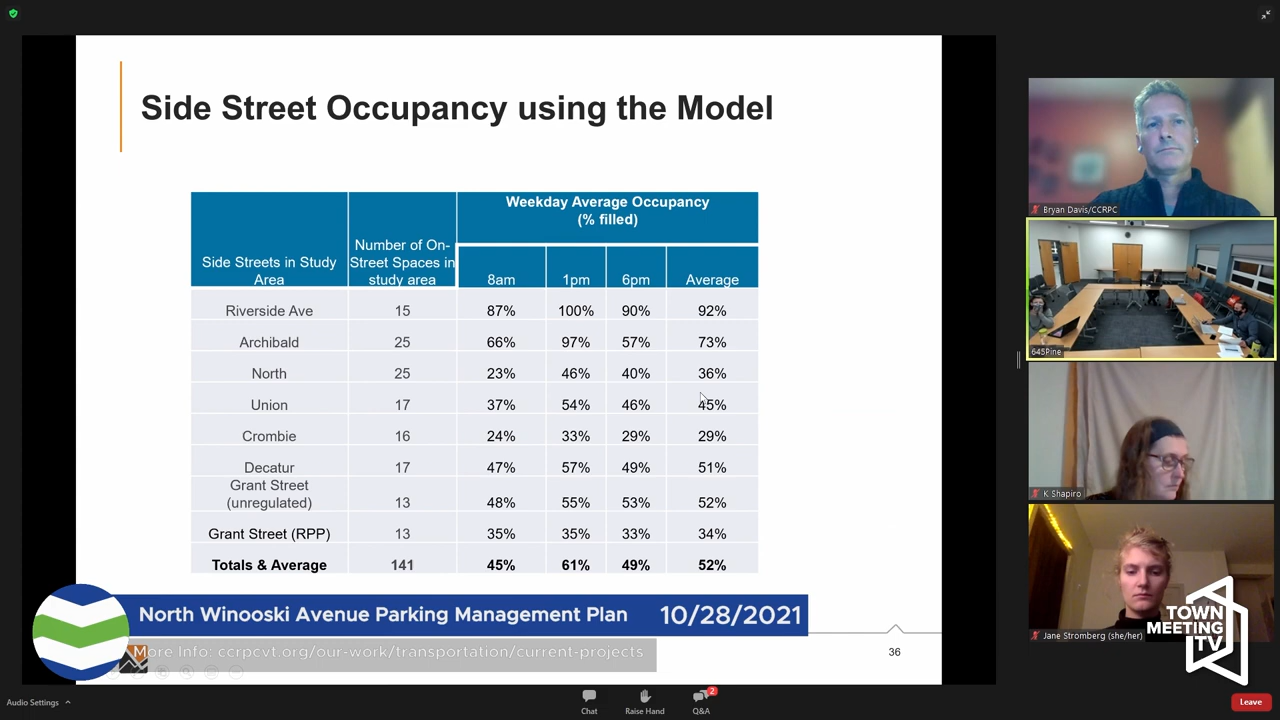 Side Street Occupancy using the Model
Weekday Average Occupancy
(% filled)
Side Streets in Study
Area
Number of On-
Street Spaces in
study area
8am 1pm 6pm Average
Riverside Ave 15 87% 100% 90% 92%
Archibald 25 66% 97% 57% 73%
North 25 23% 46% 40% 36%
Union 17 37% 54% 46% 45%
Crombie 16 24% 33% 29% 29%
Decatur 17 47% 57% 49% 51%
Grant Street
(unregulated) 13 48% 55% 53% 52%
Grant Street (RPP) 13 35% 35% 33% 34%
Totals & Average 141 45% 61% 49% 52%
North Winooski Avenue Parking Management Plan 10/28/2021
More Info: ccrpcvt.org/our-work/transportation/current-projects
36
Bryan Davis/CCRPC
645Pine
K Shapiro
Jane Stromberg (she/her)
TOWN
MEETING
TV
Audio Settings
Chat
Raise Hand
2
Q&A
Leave